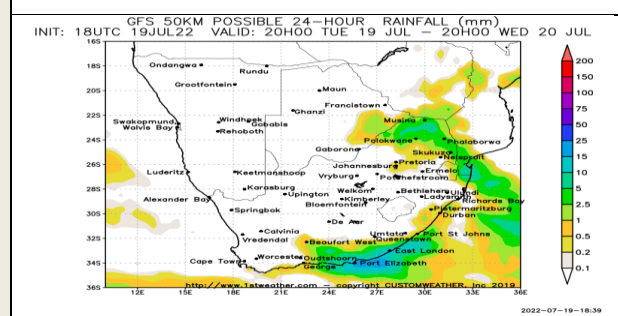 GFS 50KM POSSIBLE 24-HOUR RAINFALL (mm)
INIT: 18UTC 19JUL22 VALID: 20H00 TUE 19 JUL - 20H00 WED 20 JUL
16S
18S
20S
22S
24S
26S
28S
30S
32S
34S
36S
Ondangwa
Rundu
Grootfontein
Maun
Ghanzi
Francistown
Swakopmund
Walvis Bay
Windhoek
Gobabis
Rehoboth
Musina
Polokwane
Phalaborwa
Gaborone
Skukuza
Nelspruit
Johannesburg
Pretoria
Luderitz
Keetmanshoop
Vryburg
Potchefstroom
Ermelo
Karasburg
Upington
Welkom
Kimberley
Bethlehem
Ulundi
Ladysmith
Richards Bay
Alexander Bay
Springbok
Bloemfontein
Pietermaritzburg
Durban
De Aar
Calvinia
Vredendal
Umtata
Port St Johns
Queenstown
Beaufort West
East London
Cape Town
Worcester
Oudtshoorn
George
Port Elizabeth
http://www.1stweather.com - copyright CUSTOMWEATHER, Inc 2019
12E 15E 18E 21E 24E 27E 30E 33E 36E
200
150
100
75
50
25
15
10
5
2.5
1
0.5
0.2
0.1
2022-07-19-18:39